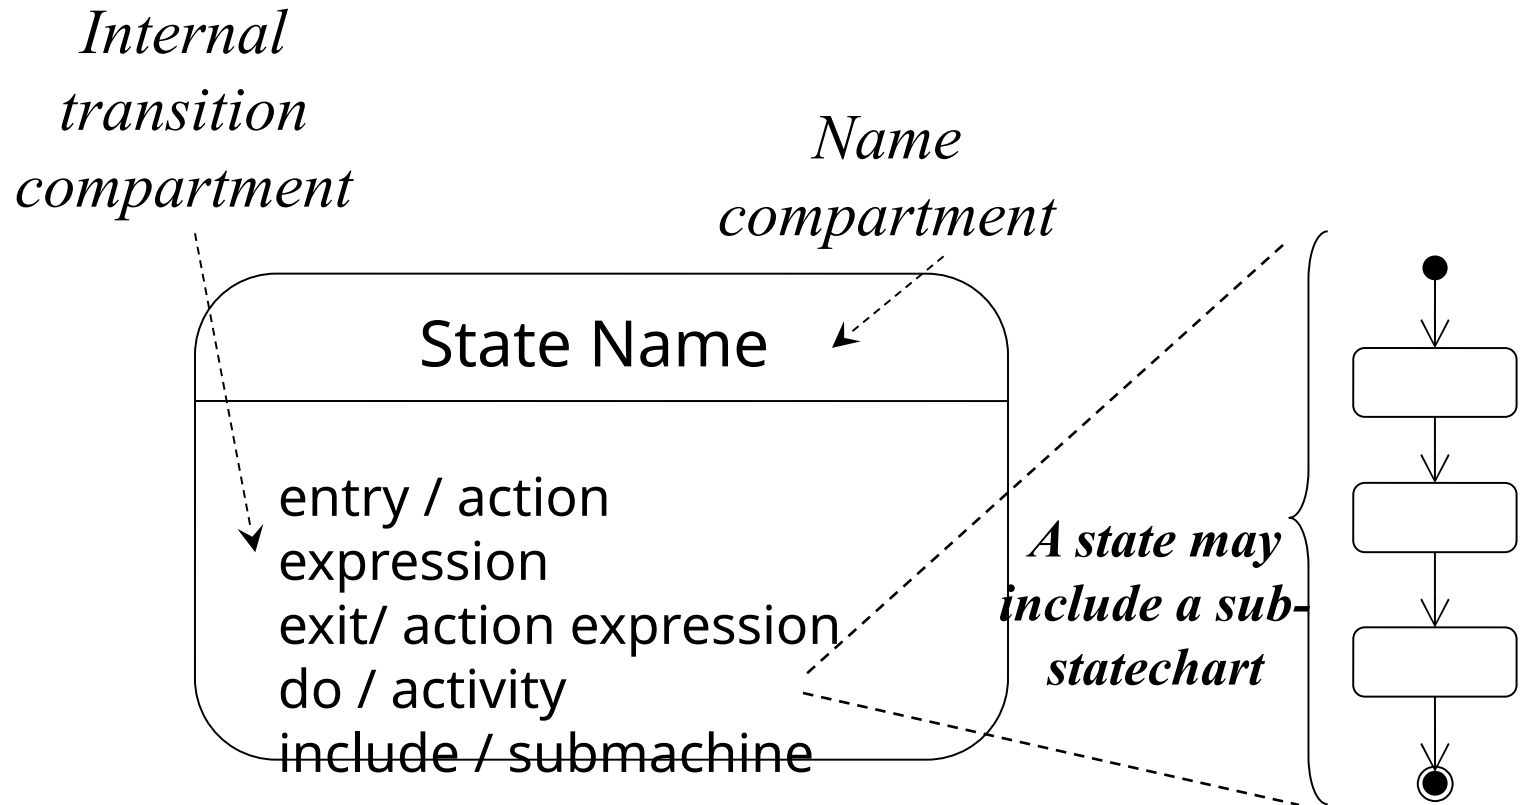 Internal
transition
compartment
Name
compartment
State Name
entry / action
expression
exit/ action expression
do / activity
include / submachine
A state may
include a sub-
statechart